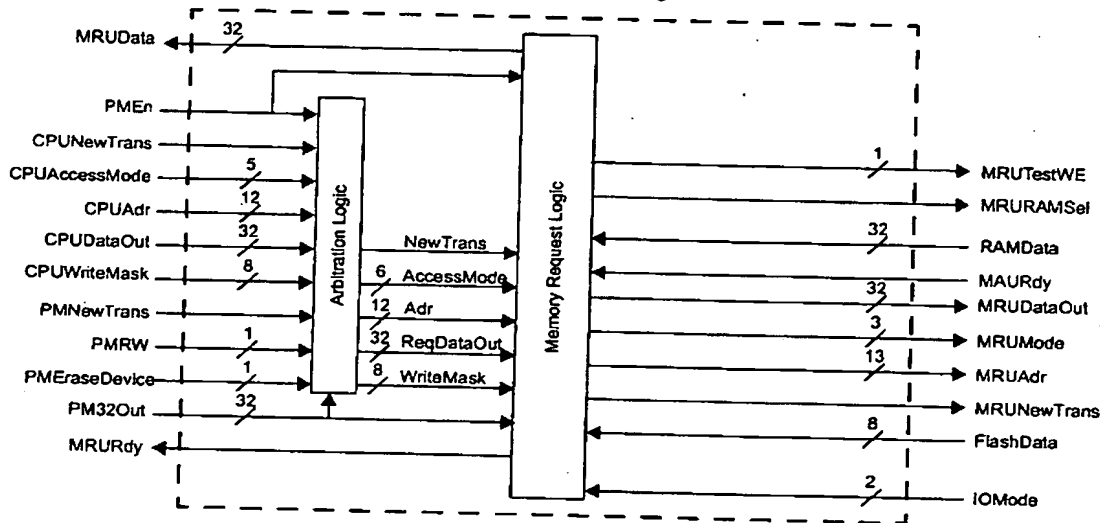 MRUData
32
PMEn
CPUNewTrans
CPUAccessMode
5
CPUAdr
12
CPUDataOut
32
CPUWriteMask
8
PMNewTrans
PMRW
1
PMEraseDevice
1
PM32Out
32
MRURdy
Arbitration Logic
NewTrans
6
AccessMode
12
Adr
32
ReqDataOut
8
WriteMask
Memory Request Logic
1
MRUTestWE
MRURAMSel
32
RAMData
MAURdy
32
MRUDataOut
3
MRUMode
13
MRUAdr
MRUNewTrans
8
FlashData
2
IOMode